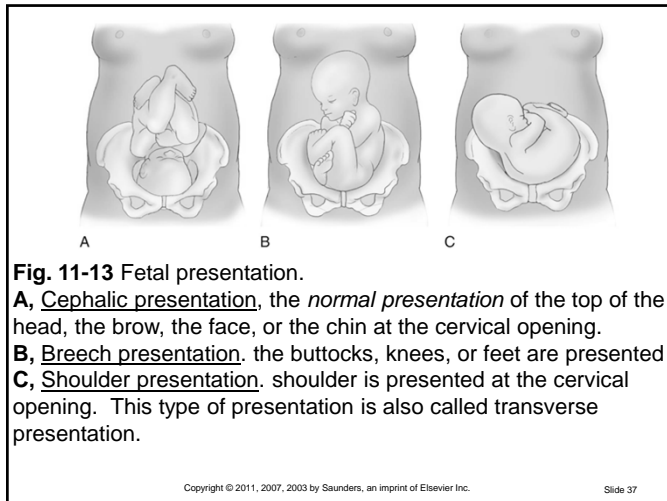 A B C
Fig. 11-13 Fetal presentation.
A, Cephalic presentation, the normal presentation of the top of the
head, the brow, the face, or the chin at the cervical opening.
B, Breech presentation. the buttocks, knees, or feet are presented
C, Shoulder presentation. shoulder is presented at the cervical
opening. This type of presentation is also called transverse
presentation.
Copyright © 2011, 2007, 2003 by Saunders, an imprint of Elsevier Inc. Slide 37